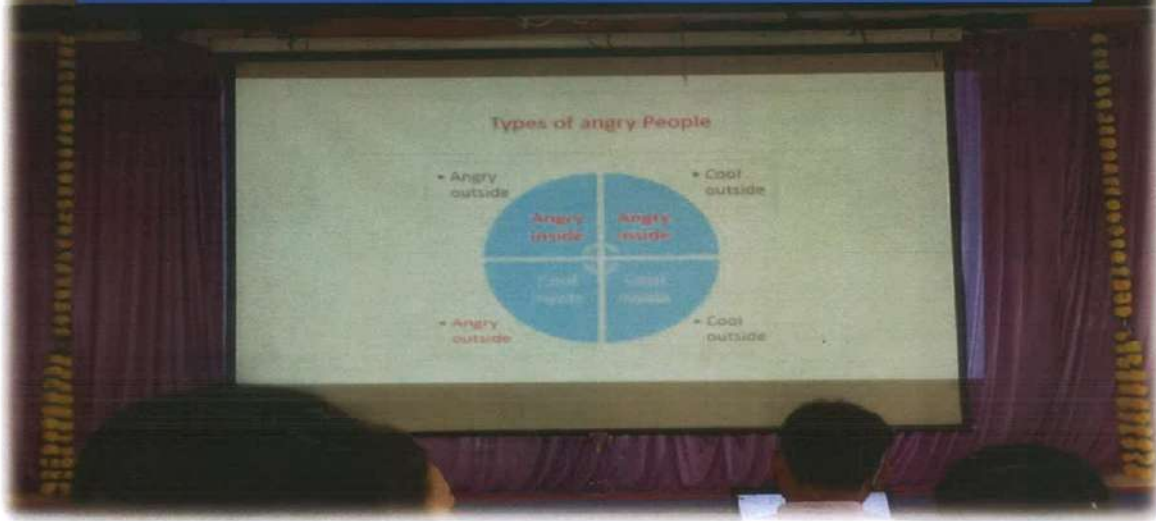 Types of angry People
• Angry
outside
• Cool
outside
Angry
inside
Angry
inside
Cool
inside
Cool
inside
• Angry
outside
• Cool
outside